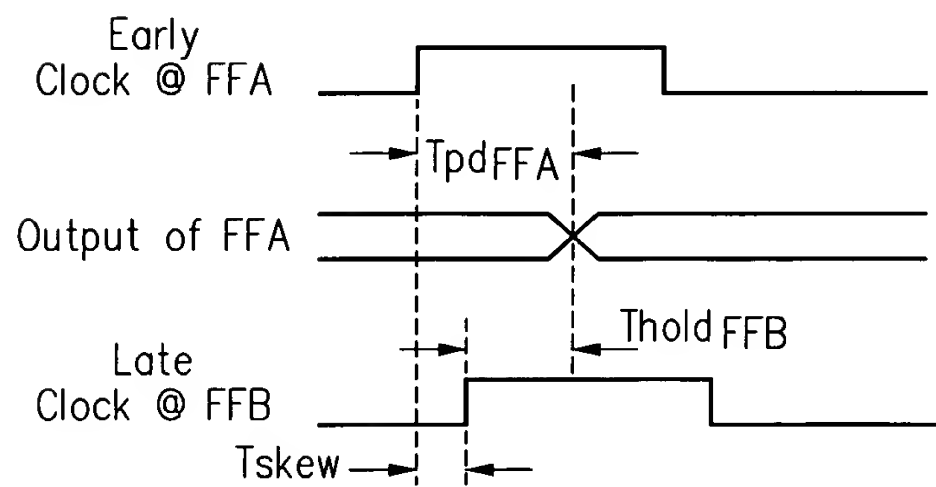 Early
Clock @ FFA
TpdFFA
Output of FFA
TholdFFB
Late
Clock @ FFB
Tskew